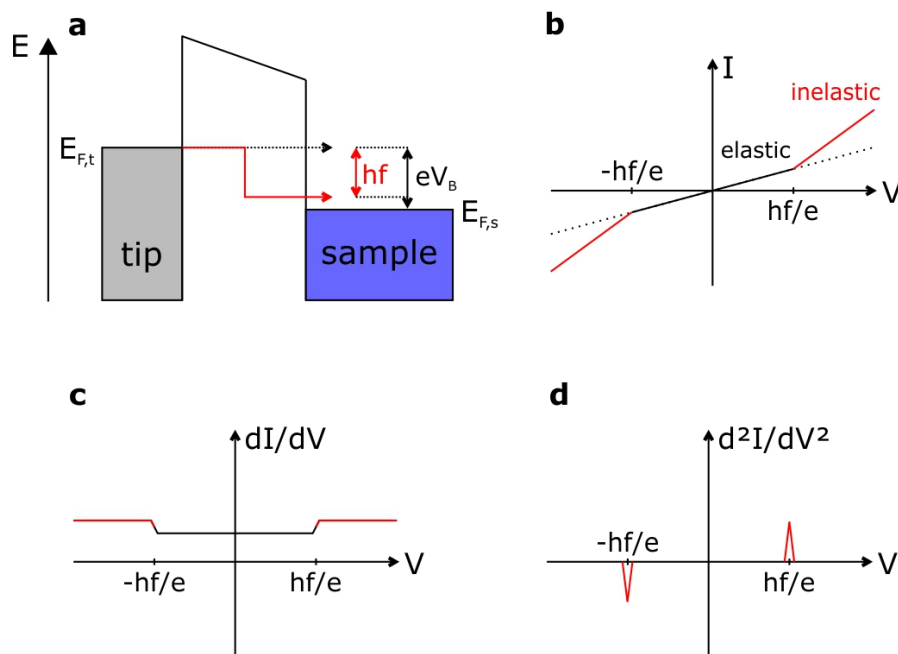 a
E
E_F,t
hf
eV_B
E_F,s
tip
sample
b
I
inelastic
elastic
-hf/e
hf/e
V
c
dI/dV
-hf/e
hf/e
V
d
d²I/dV²
-hf/e
hf/e
V